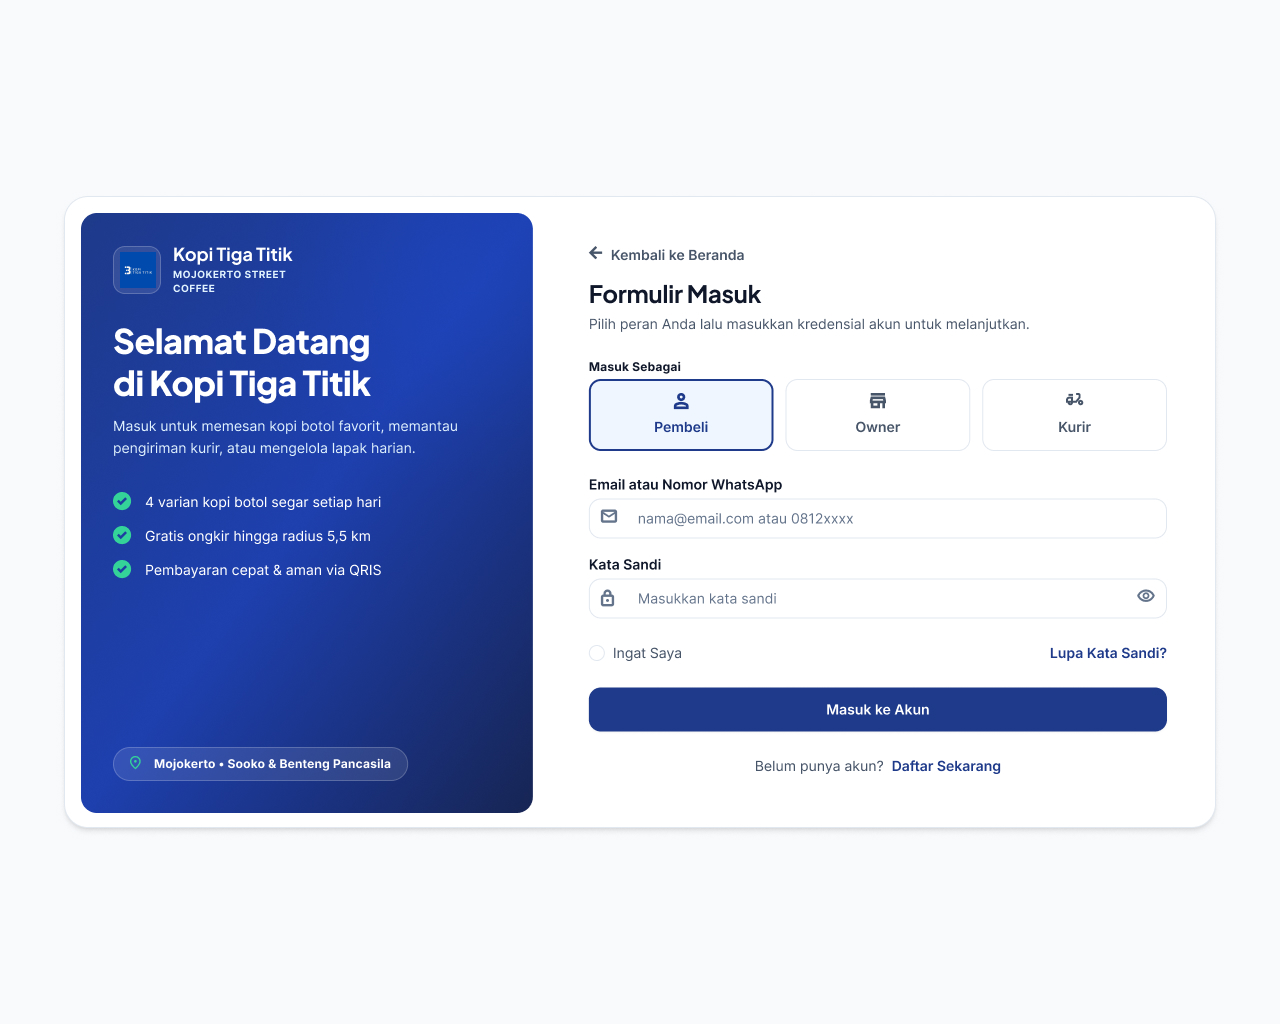 Kopi Tiga Titik
MOJOKERTO STREET
COFFEE
Selamat Datang
di Kopi Tiga Titik
Masuk untuk memesan kopi botol favorit, memantau
pengiriman kurir, atau mengelola lapak harian.
4 varian kopi botol segar setiap hari
Gratis ongkir hingga radius 5,5 km
Pembayaran cepat & aman via QRIS
Mojokerto • Sooko & Benteng Pancasila
Kembali ke Beranda
Formulir Masuk
Pilih peran Anda lalu masukkan kredensial akun untuk melanjutkan.
Masuk Sebagai
Pembeli
Owner
Kurir
Email atau Nomor WhatsApp
nama@email.com atau 0812xxxx
Kata Sandi
Masukkan kata sandi
Ingat Saya
Lupa Kata Sandi?
Masuk ke Akun
Belum punya akun? Daftar Sekarang